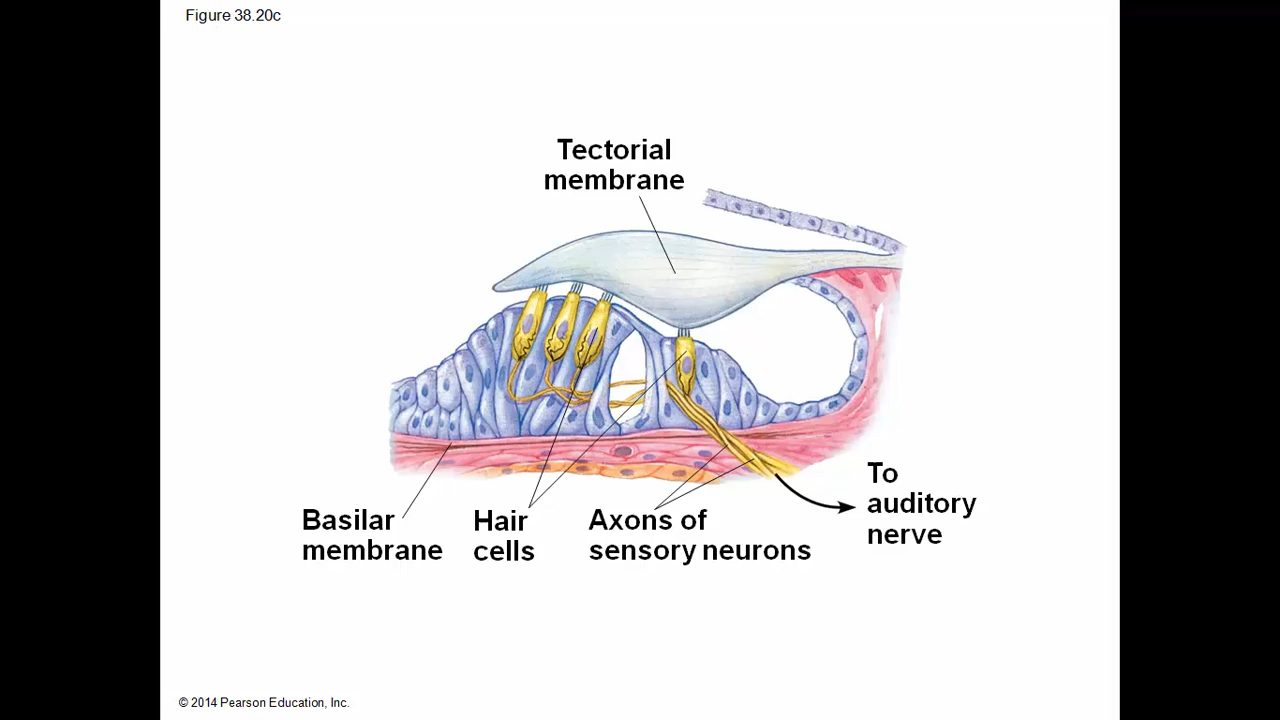 Figure 38.20c
Tectorial
membrane
Basilar
membrane
Hair
cells
Axons of
sensory neurons
To
auditory
nerve
© 2014 Pearson Education, Inc.